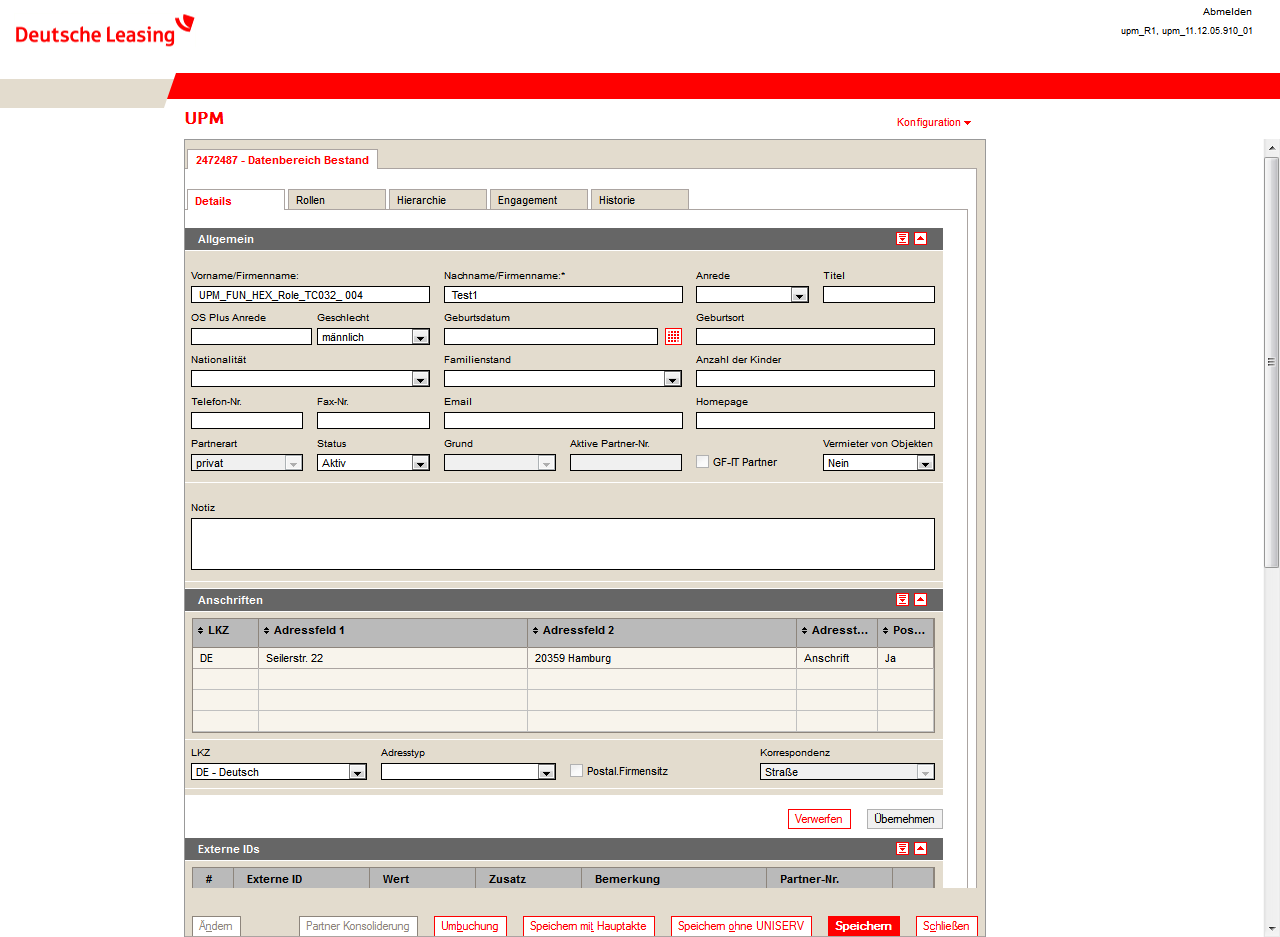 Deutsche Leasing
Abmelden
upm_R1, upm_11.12.05.910_01
UPM
Konfiguration
2472487 - Datenbereich Bestand
Details Rollen Hierarchie Engagement Historie
Allgemein
Vorname/Firmenname: Nachname/Firmenname:* Anrede Titel
UPM_FUN_HEX_Role_TC032_ 004 Test1
OS Plus Anrede Geschlecht Geburtsdatum Geburtsort
männlich
Nationalität Familienstand Anzahl der Kinder
Telefon-Nr. Fax-Nr. Email Homepage
Partnerart Status Grund Aktive Partner-Nr. Vermieter von Objekten
privat Aktiv GF-IT Partner Nein
Notiz
Anschriften
LKZ Adressfeld 1 Adressfeld 2 Adresst... Pos...
DE Seilerstr. 22 20359 Hamburg Anschrift Ja
LKZ Adresstyp Korrespondenz
DE - Deutsch Postal.Firmensitz Straße
Verwerfen Übernehmen
Externe IDs
# Externe ID Wert Zusatz Bemerkung Partner-Nr.
Ändern Partner Konsolidierung Umbuchung Speichern mit Hauptakte Speichern ohne UNISERV Speichern Schließen